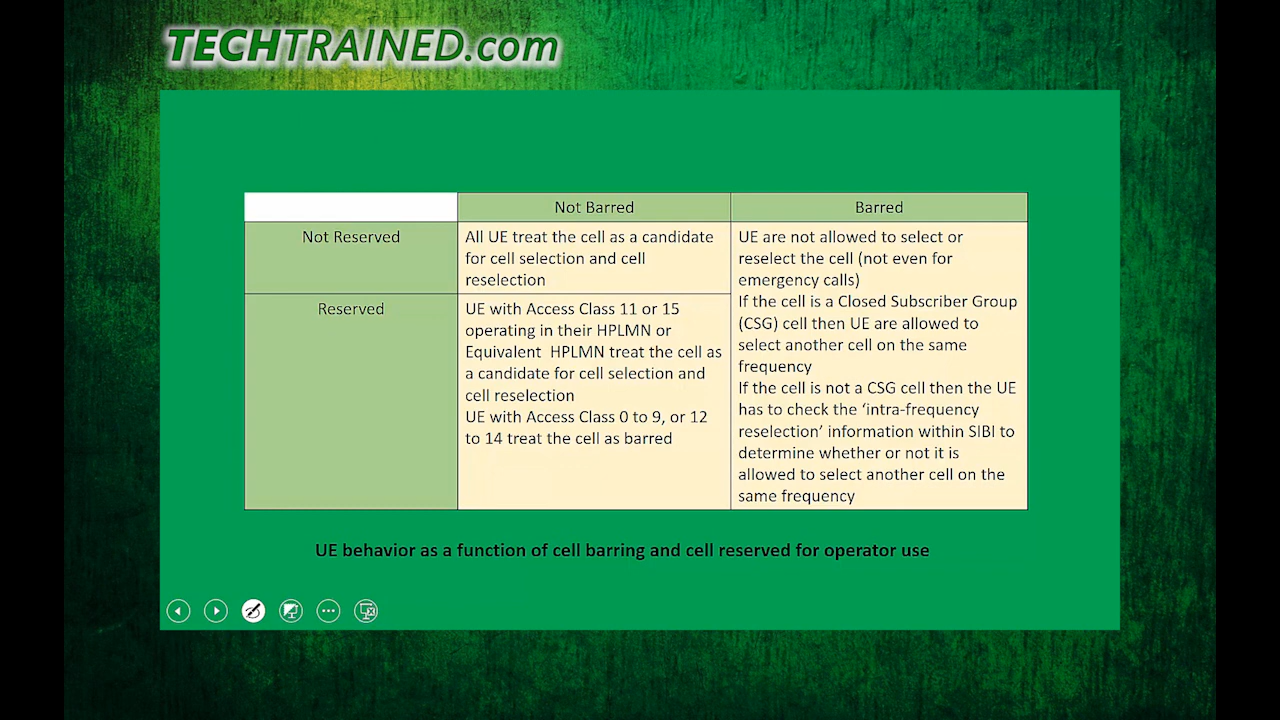 TECHTRAINED.com
Not Barred
Barred
Not Reserved
All UE treat the cell as a candidate
for cell selection and cell
reselection
UE are not allowed to select or
reselect the cell (not even for
emergency calls)
If the cell is a Closed Subscriber Group
(CSG) cell then UE are allowed to
select another cell on the same
frequency
If the cell is not a CSG cell then the UE
has to check the ‘intra-frequency
reselection’ information within SIBI to
determine whether or not it is
allowed to select another cell on the
same frequency
Reserved
UE with Access Class 11 or 15
operating in their HPLMN or
Equivalent HPLMN treat the cell as
a candidate for cell selection and
cell reselection
UE with Access Class 0 to 9, or 12
to 14 treat the cell as barred
UE behavior as a function of cell barring and cell reserved for operator use